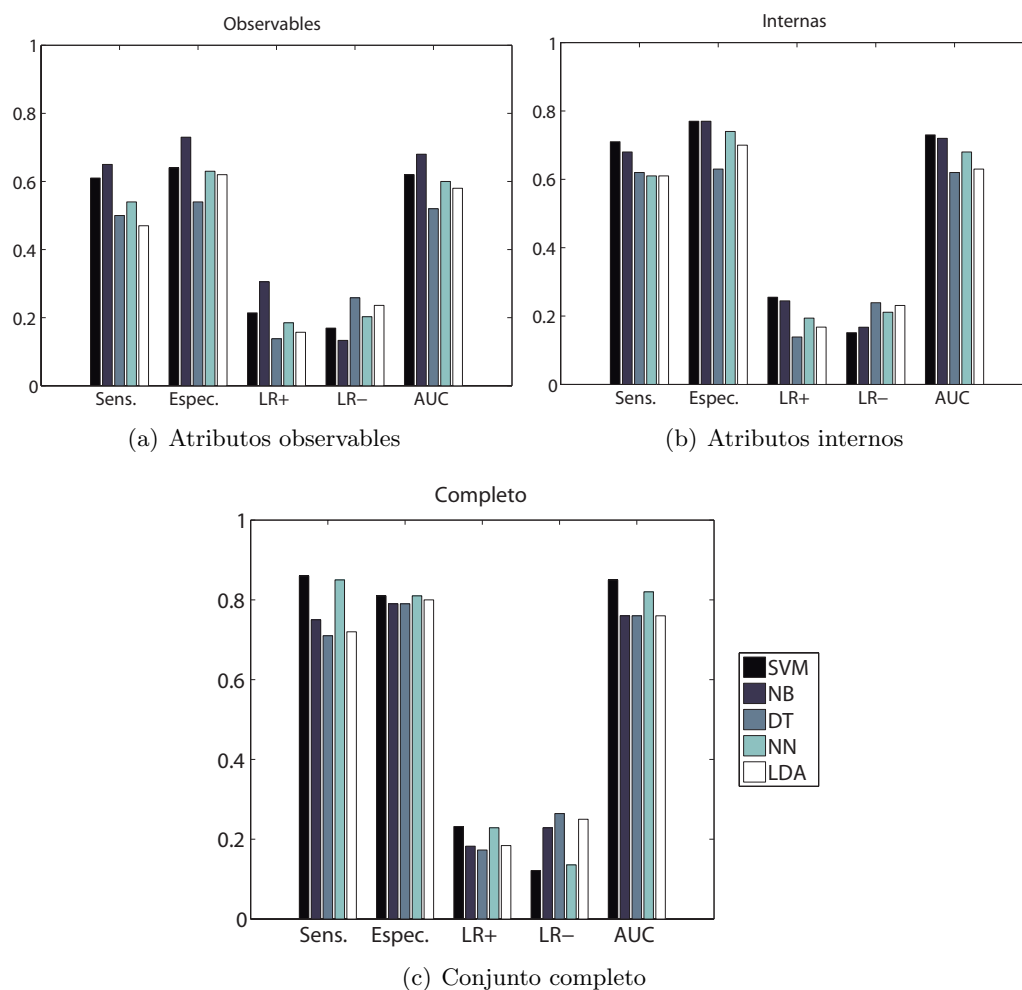 Observables
1
0.8
0.6
0.4
0.2
0
Sens. Espec. LR+ LR− AUC
(a) Atributos observables
Internas
1
0.8
0.6
0.4
0.2
0
Sens. Espec. LR+ LR− AUC
(b) Atributos internos
Completo
1
0.8
0.6
0.4
0.2
0
Sens. Espec. LR+ LR− AUC
SVM
NB
DT
NN
LDA
(c) Conjunto completo